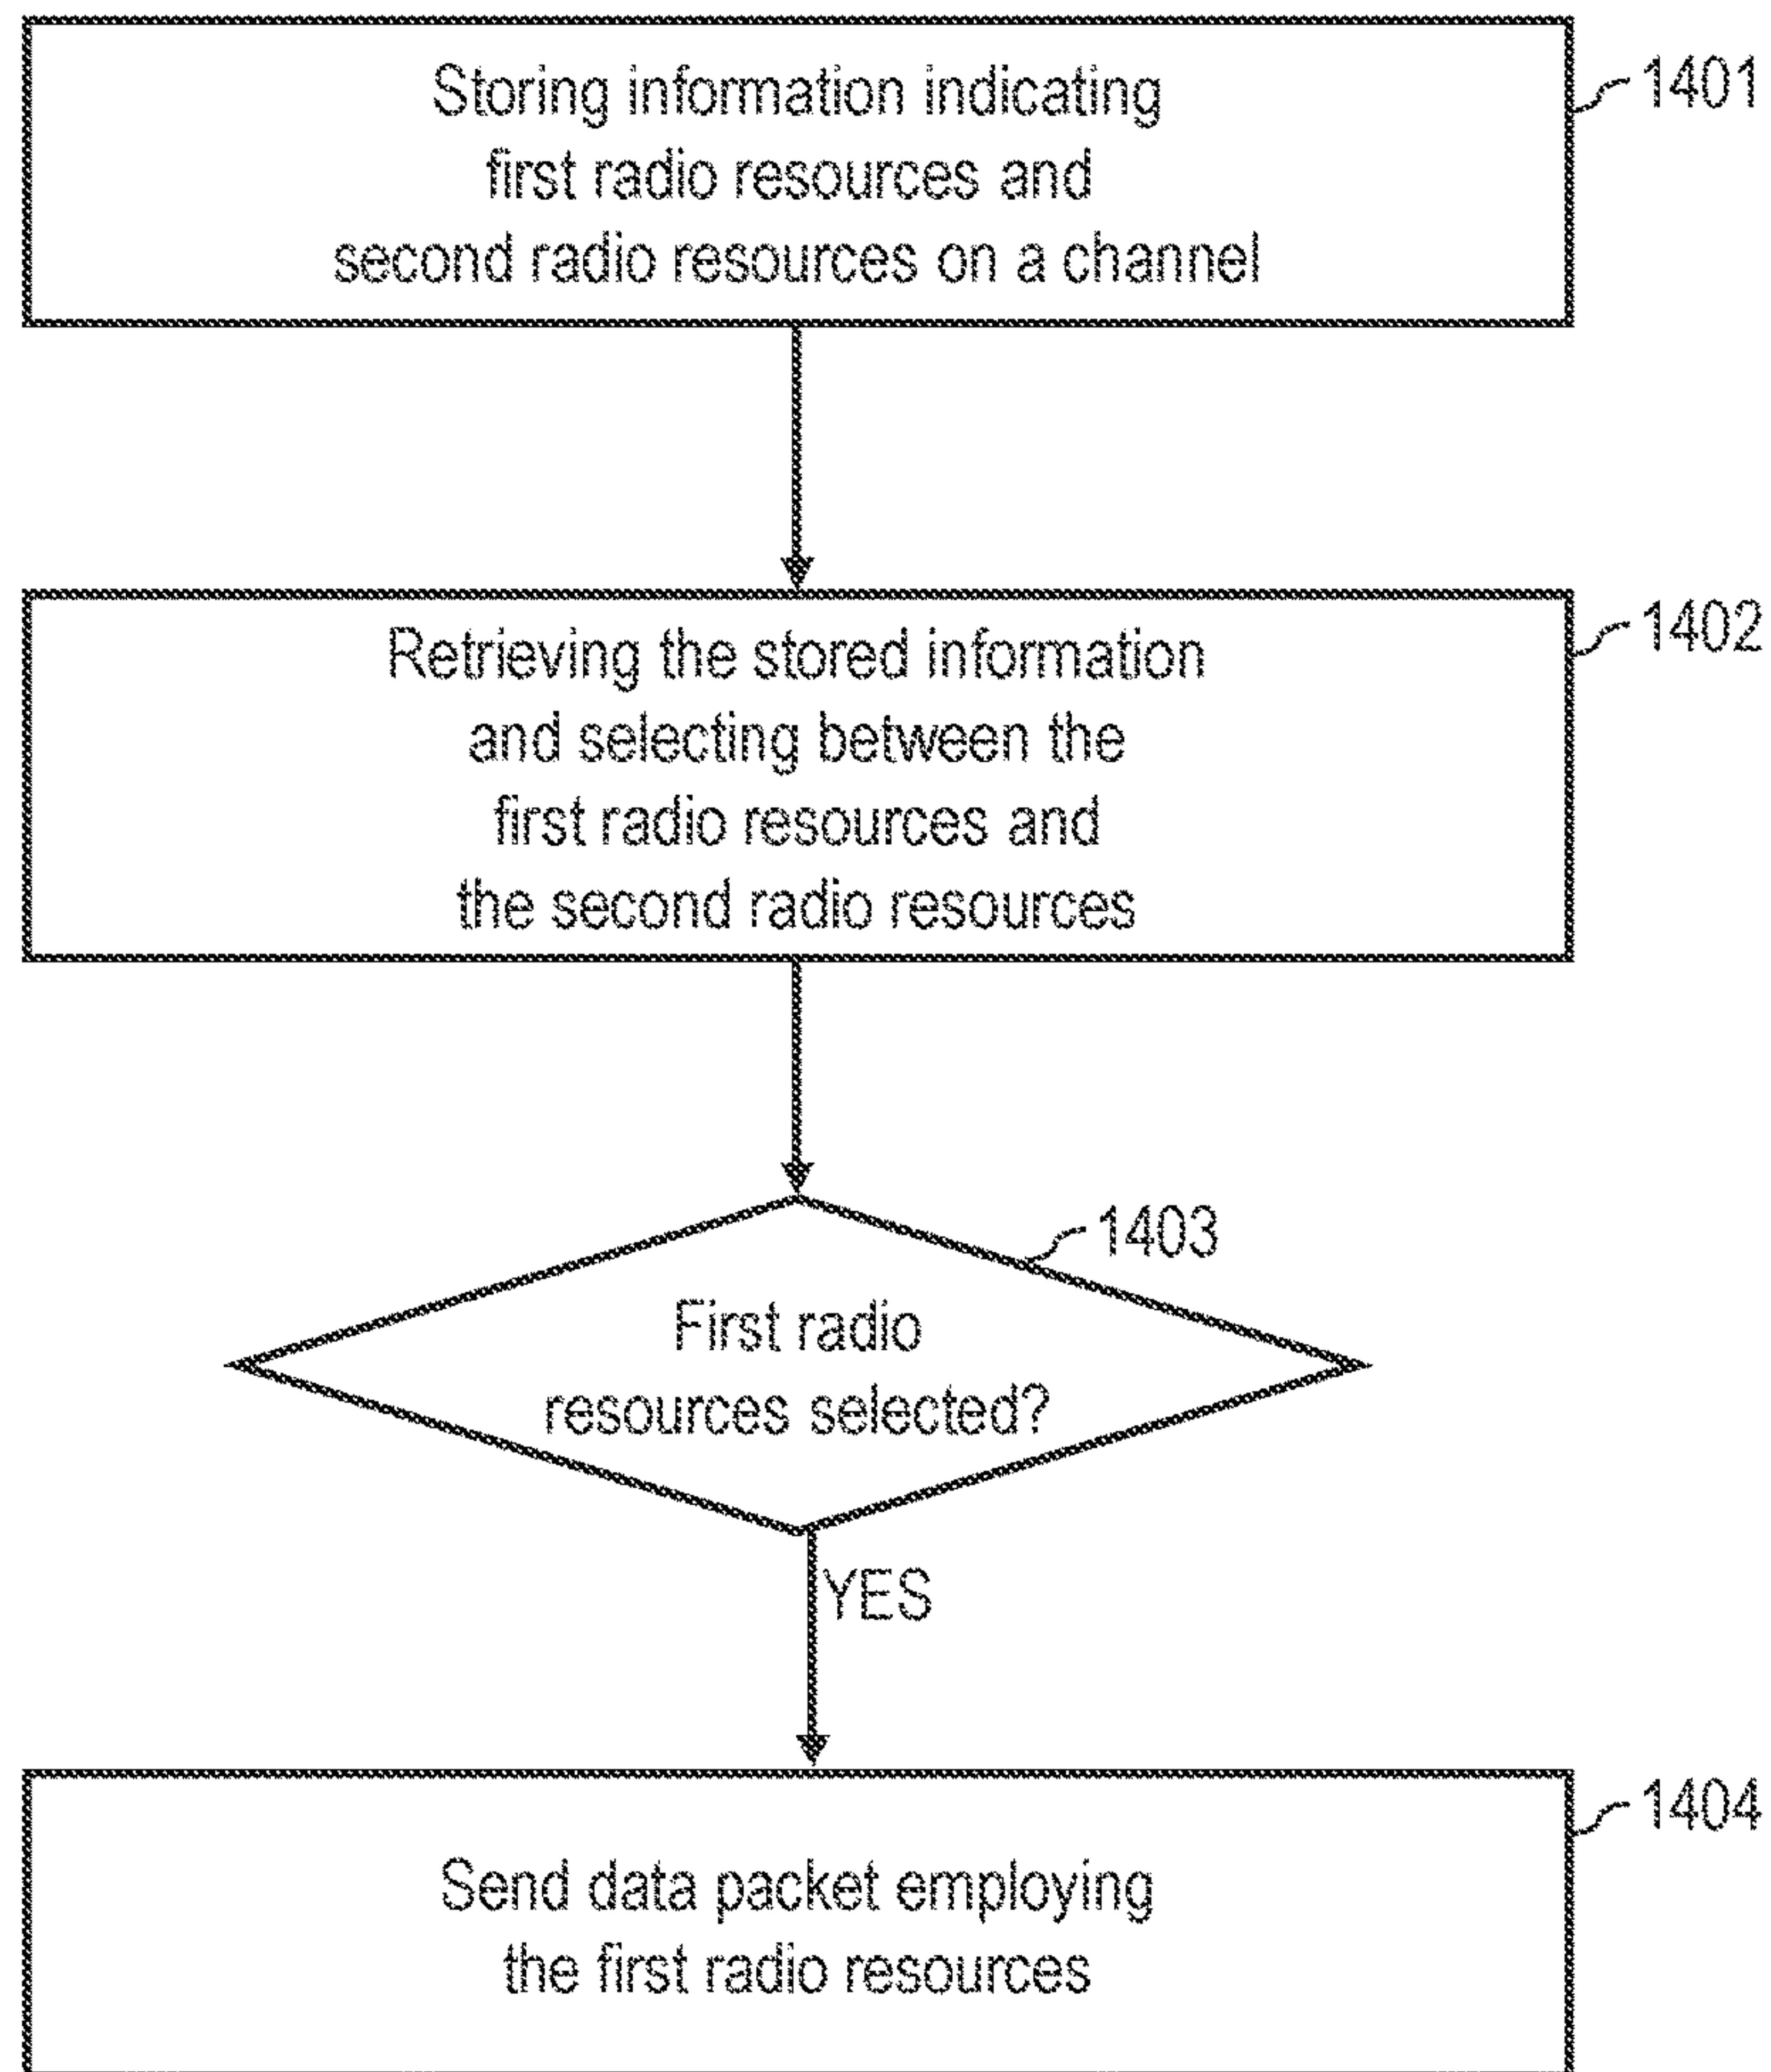 Storing information indicating
first radio resources and
second radio resources on a channel
1401
Retrieving the stored information
and selecting between the
first radio resources and
the second radio resources
1402
1403
First radio
resources selected?
YES
Send data packet employing
the first radio resources
1404